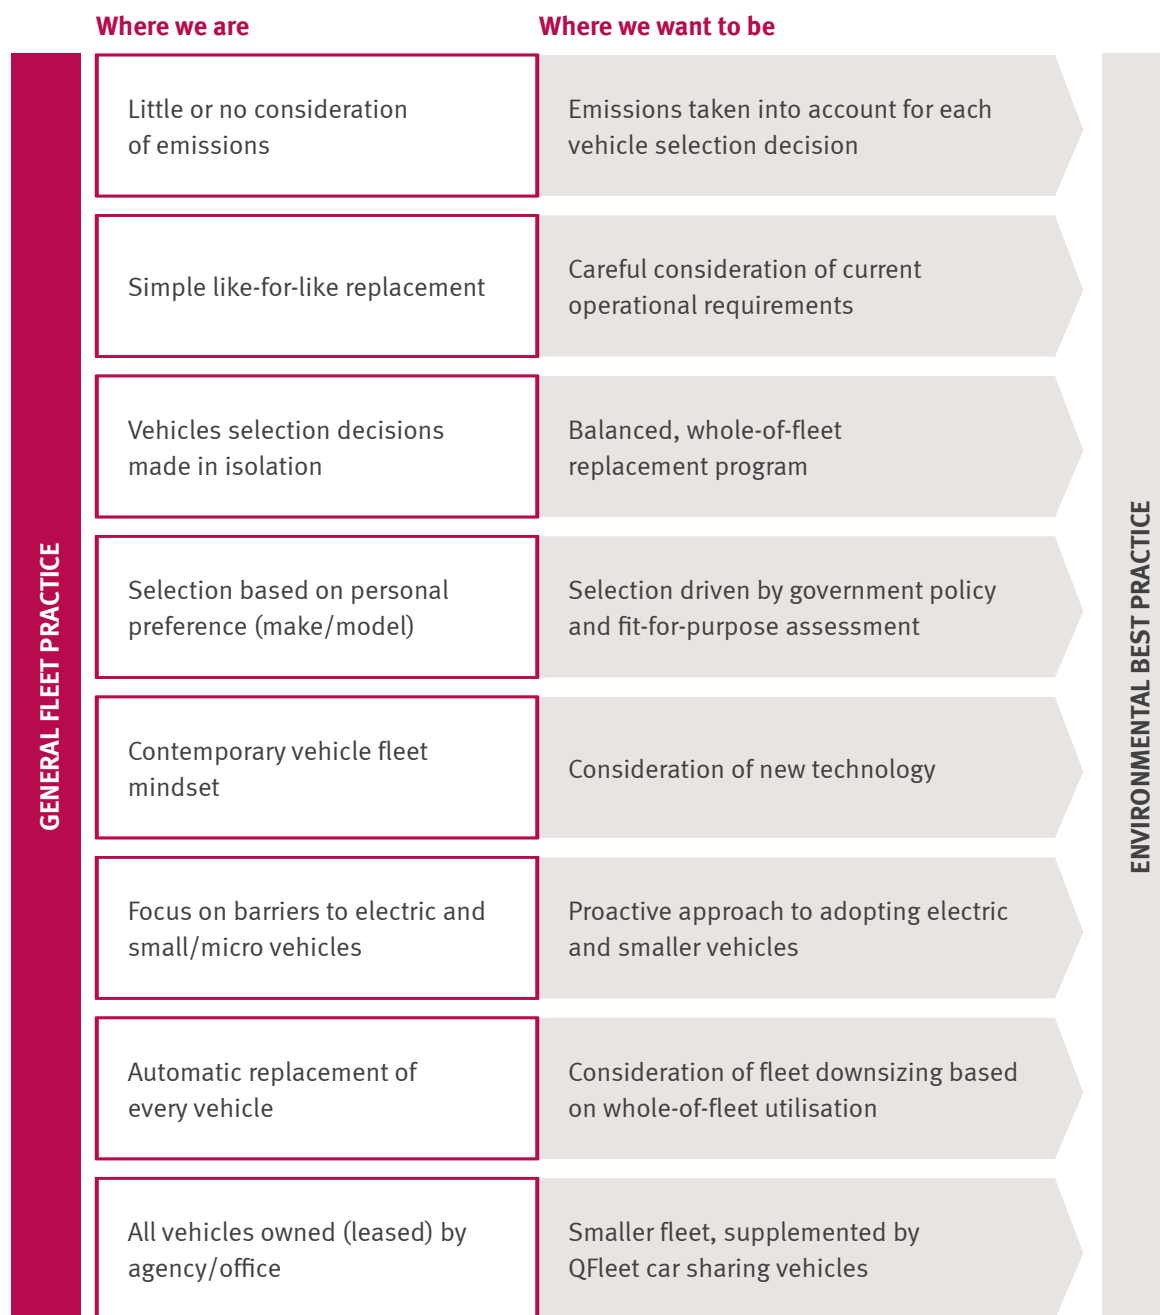 Where we are
Where we want to be
GENERAL FLEET PRACTICE
Little or no consideration
of emissions
Emissions taken into account for each
vehicle selection decision
Simple like-for-like replacement
Careful consideration of current
operational requirements
Vehicles selection decisions
made in isolation
Balanced, whole-of-fleet
replacement program
Selection based on personal
preference (make/model)
Selection driven by government policy
and fit-for-purpose assessment
Contemporary vehicle fleet
mindset
Consideration of new technology
Focus on barriers to electric and
small/micro vehicles
Proactive approach to adopting electric
and smaller vehicles
Automatic replacement of
every vehicle
Consideration of fleet downsizing based
on whole-of-fleet utilisation
All vehicles owned (leased) by
agency/office
Smaller fleet, supplemented by
QFleet car sharing vehicles
ENVIRONMENTAL BEST PRACTICE